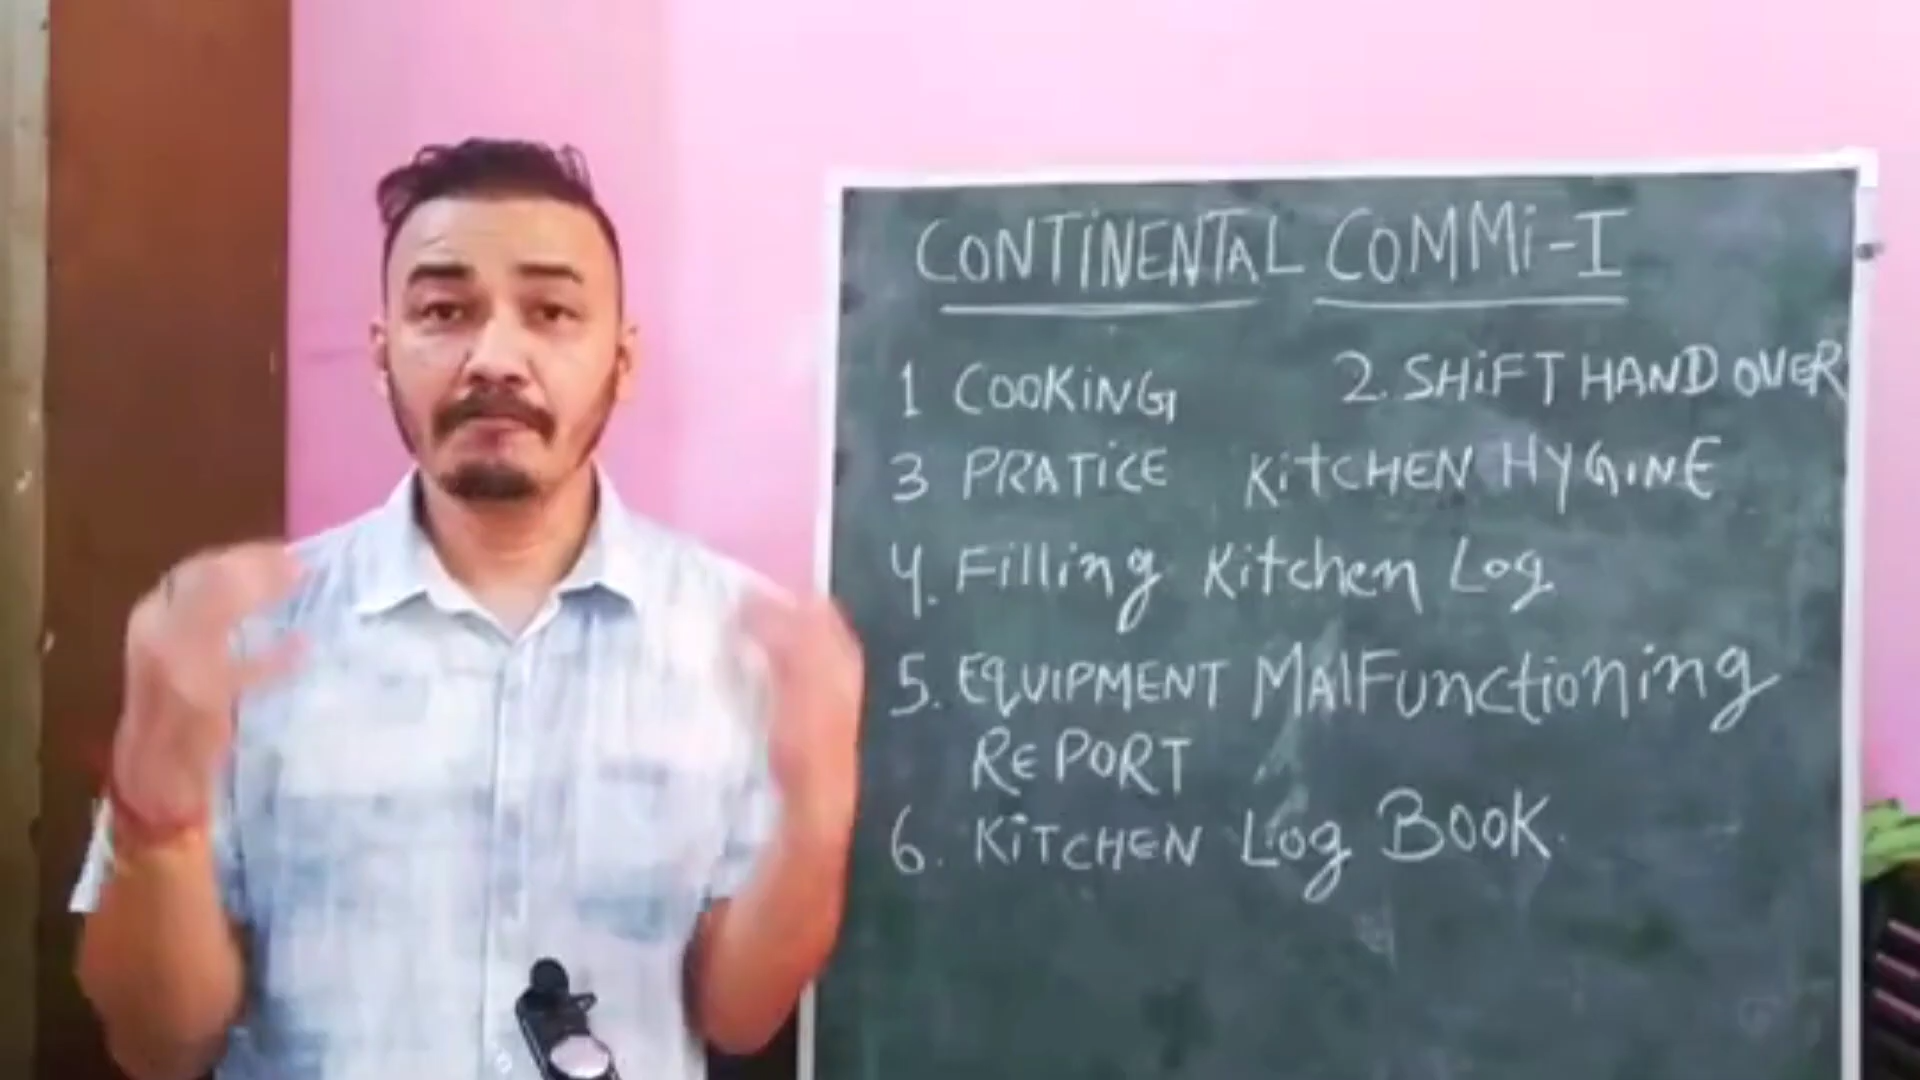 CONTINENTAL COMMi-I
1 COOKING 2. SHIFT HAND OVER
3 PRATICE KITCHEN HYGINE
4. Filling Kitchen Log
5. EQUIPMENT MALFunctioning
REPORT
6. KITCHEN Log BOOK.